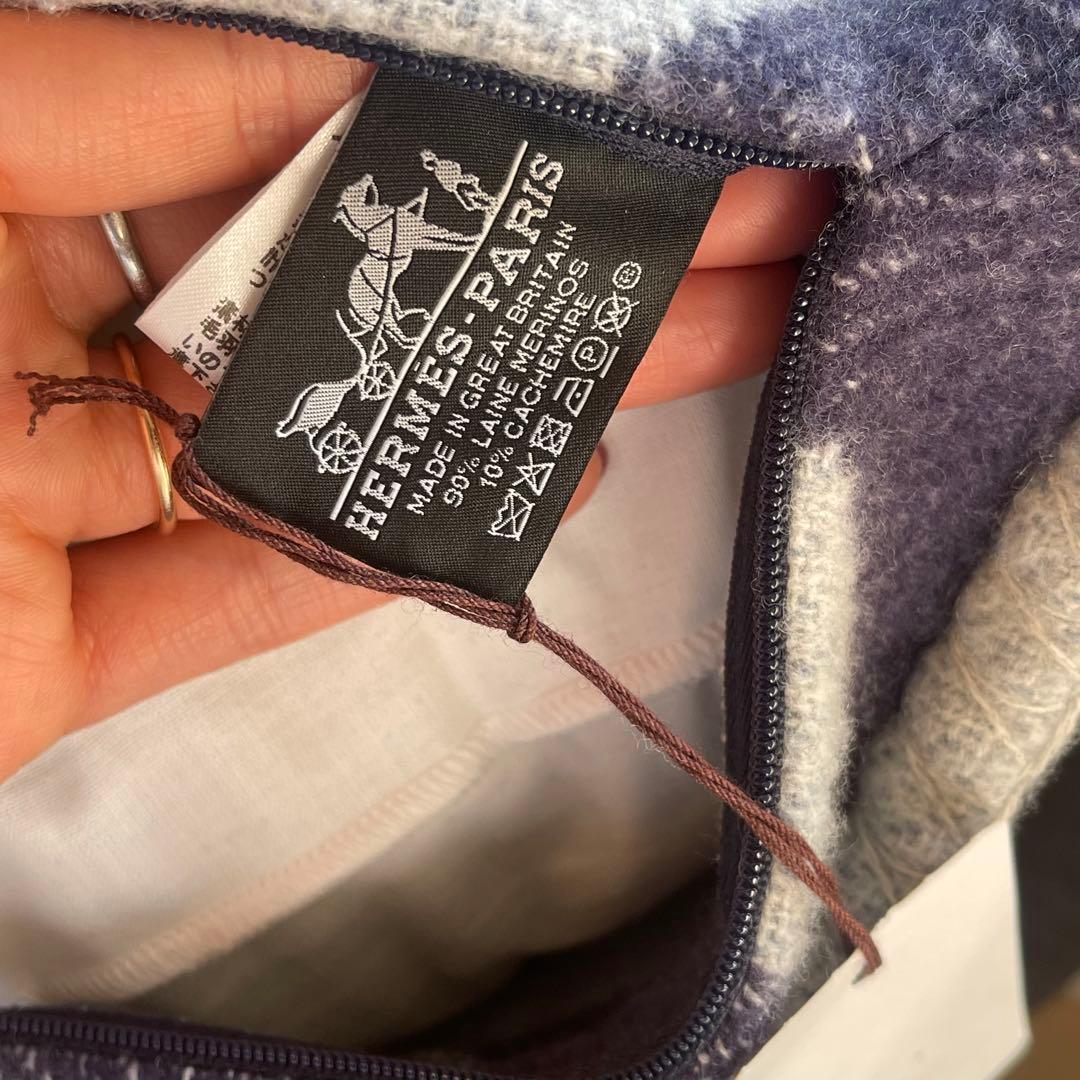 HERMÈS-PARIS
MADE IN GREAT BRITAIN
90% LAINE MERINOS
10% CACHEMIRE
P
®